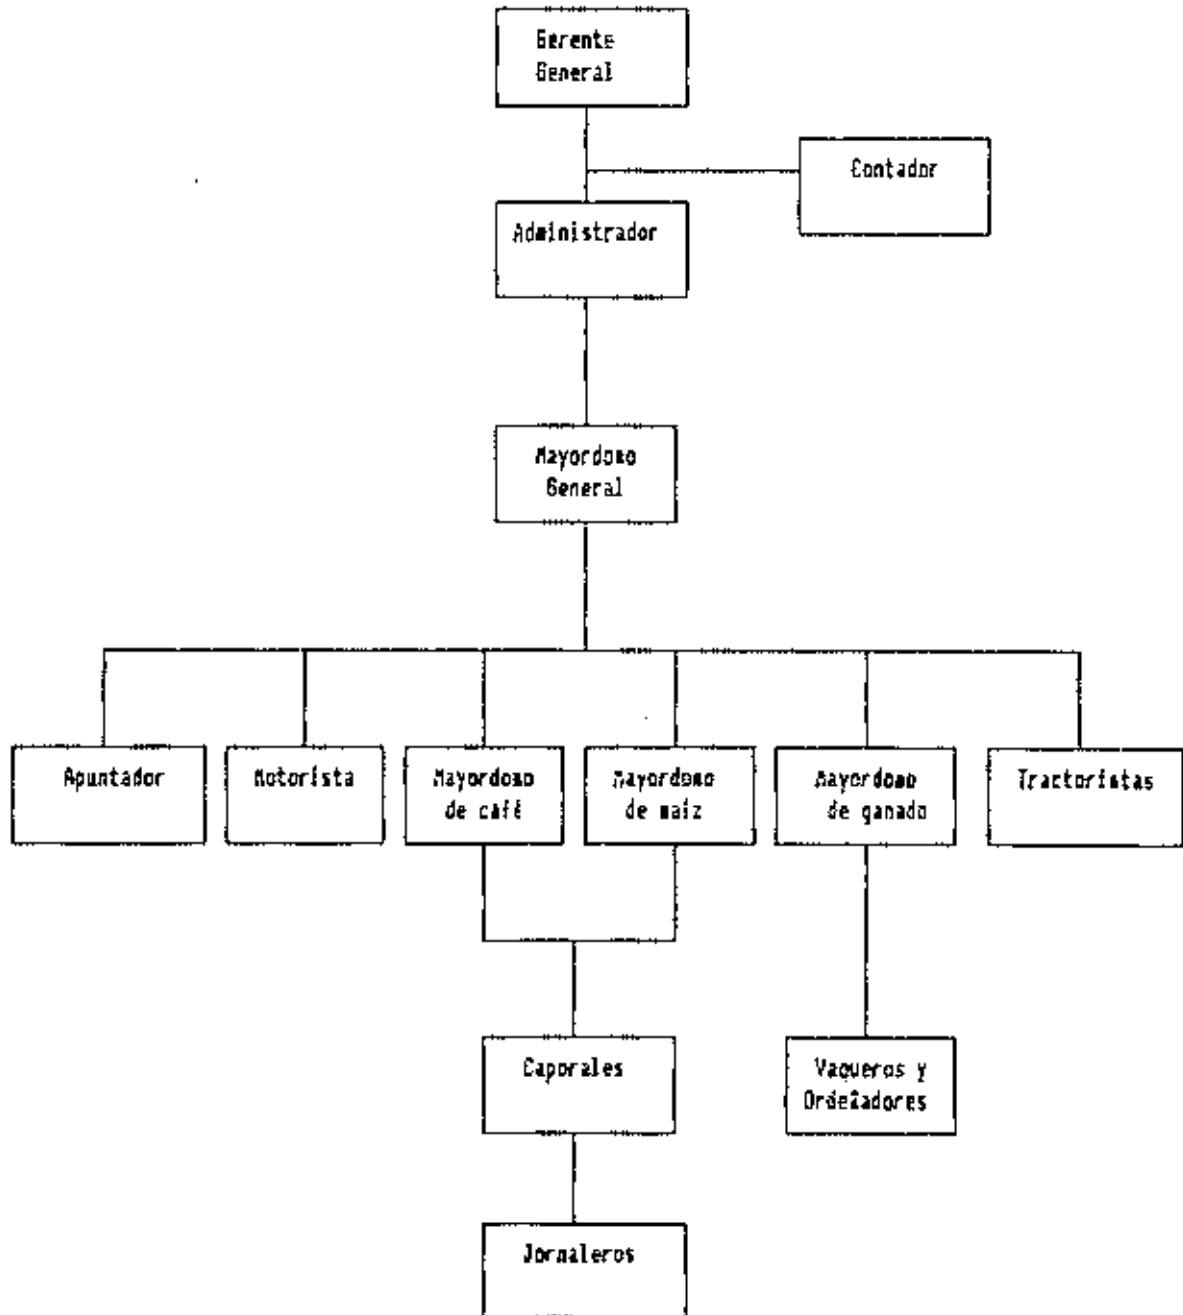 Gerente
General
Contador
Administrador
Mayordomo
General
Apuntador
Motorista
Mayordomo
de café
Mayordomo
de maiz
Mayordomo
de ganado
Tractoristas
Caporales
Vaqueros y
Orde2adores
Jornaleros